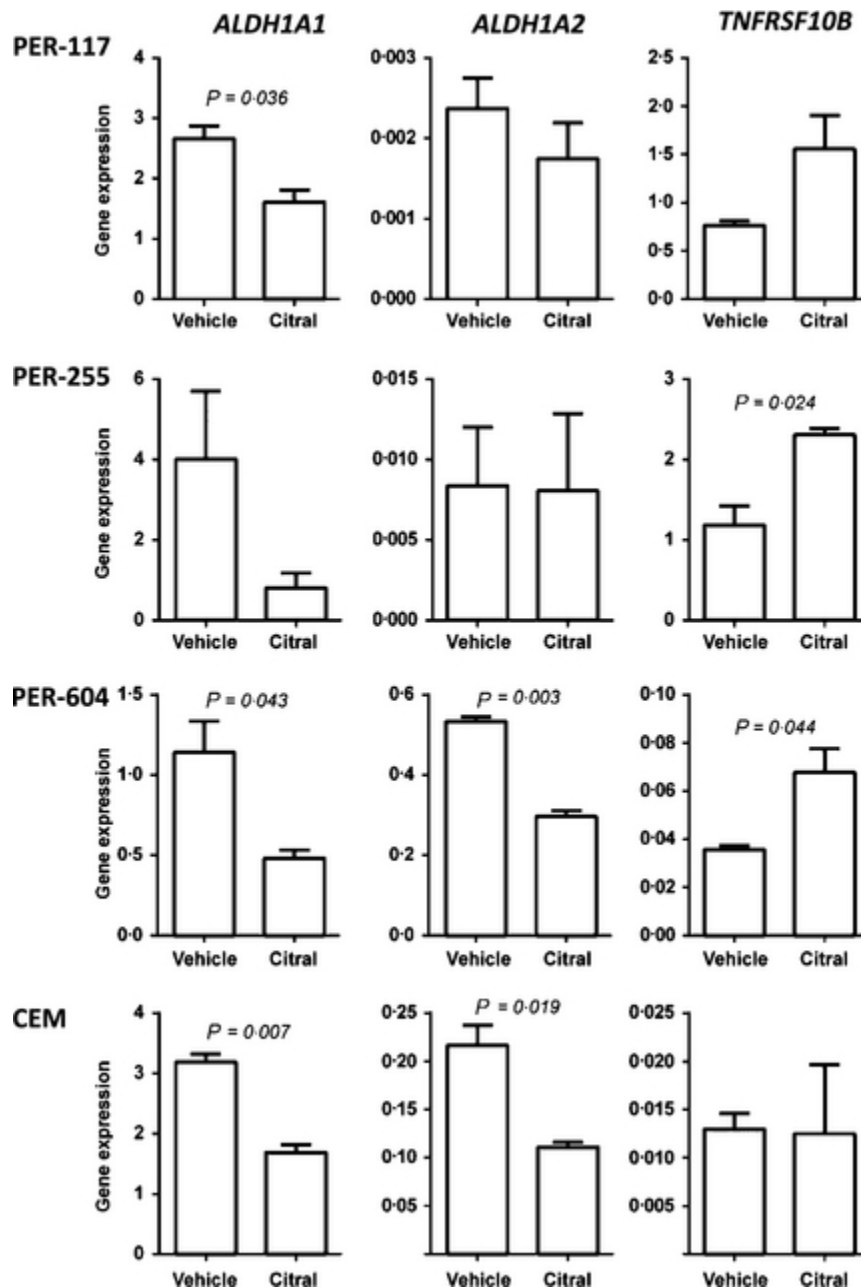 ALDH1A1 ALDH1A2 TNFRSF10B
PER-117
Gene expression
4
3
2
1
0
P = 0·036
Vehicle Citral
0·003
0·002
0·001
0·000
Vehicle Citral
2·5
2·0
1·5
1·0
0·5
0·0
Vehicle Citral
PER-255
Gene expression
6
4
2
0
Vehicle Citral
0·015
0·010
0·005
0·000
Vehicle Citral
3
2
1
0
P = 0·024
Vehicle Citral
PER-604
Gene expression
1·5
1·0
0·5
0·0
P = 0·043
Vehicle Citral
0·6
0·4
0·2
0·0
P = 0·003
Vehicle Citral
0·10
0·08
0·06
0·04
0·02
0·00
P = 0·044
Vehicle Citral
CEM
Gene expression
4
3
2
1
0
P = 0·007
Vehicle Citral
0·25
0·20
0·15
0·10
0·05
P = 0·019
Vehicle Citral
0·025
0·020
0·015
0·010
0·005
Vehicle Citral